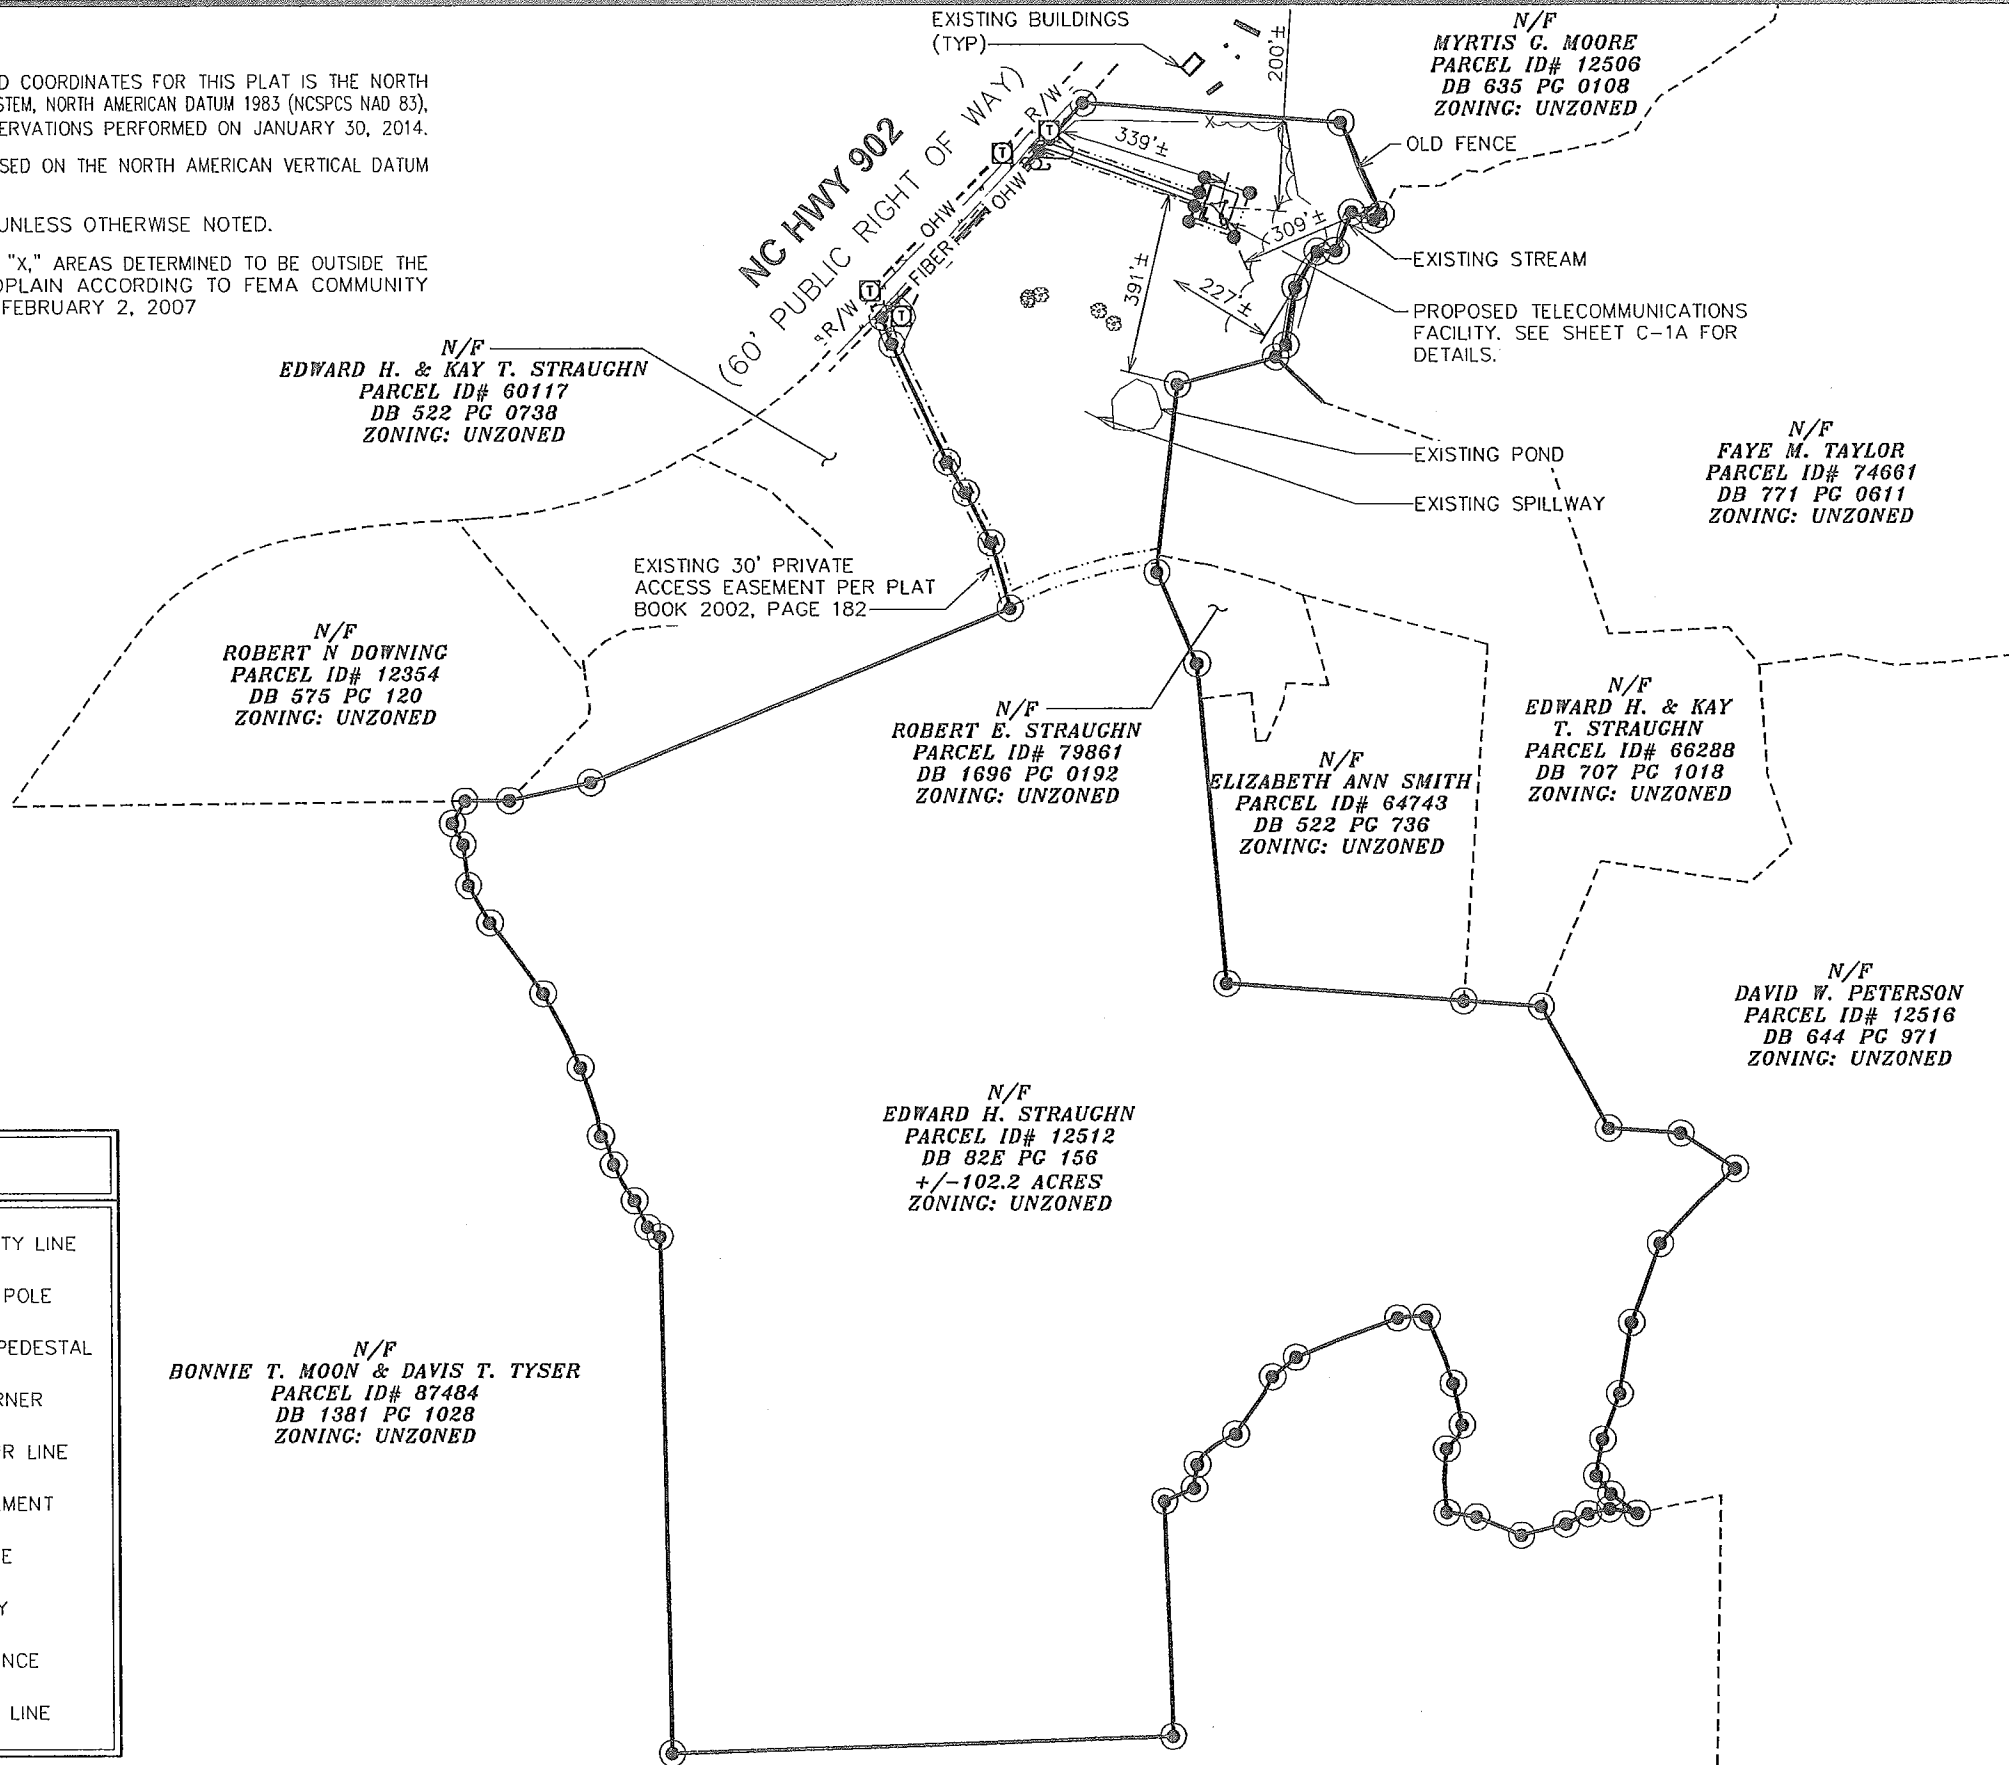 EXISTING BUILDINGS
(TYP)
200'±
N/F
MYRTIS G. MOORE
PARCEL ID# 12506
DB 635 PG 0108
ZONING: UNZONED
D COORDINATES FOR THIS PLAT IS THE NORTH
STEM, NORTH AMERICAN DATUM 1983 (NCSPCS NAD 83),
ERVATIONS PERFORMED ON JANUARY 30, 2014.
SED ON THE NORTH AMERICAN VERTICAL DATUM
UNLESS OTHERWISE NOTED.
"X," AREAS DETERMINED TO BE OUTSIDE THE
DPLAIN ACCORDING TO FEMA COMMUNITY
FEBRUARY 2, 2007
NC HWY 902
(60' PUBLIC RIGHT OF WAY)
R/W
T
T
T
T
OHW
OHW
FIBER
R/W
X
339'±
391'±
309'±
227'±
OLD FENCE
EXISTING STREAM
PROPOSED TELECOMMUNICATIONS
FACILITY. SEE SHEET C-1A FOR
DETAILS.
N/F
EDWARD H. & KAY T. STRAUGHN
PARCEL ID# 60117
DB 522 PG 0738
ZONING: UNZONED
EXISTING POND
EXISTING SPILLWAY
N/F
FAYE M. TAYLOR
PARCEL ID# 74661
DB 771 PG 0611
ZONING: UNZONED
EXISTING 30' PRIVATE
ACCESS EASEMENT PER PLAT
BOOK 2002, PAGE 182
N/F
ROBERT N DOWNING
PARCEL ID# 12354
DB 575 PG 120
ZONING: UNZONED
N/F
ROBERT E. STRAUGHN
PARCEL ID# 79861
DB 1696 PG 0192
ZONING: UNZONED
N/F
ELIZABETH ANN SMITH
PARCEL ID# 64743
DB 522 PG 736
ZONING: UNZONED
N/F
EDWARD H. & KAY
T. STRAUGHN
PARCEL ID# 66288
DB 707 PG 1018
ZONING: UNZONED
N/F
DAVID W. PETERSON
PARCEL ID# 12516
DB 644 PG 971
ZONING: UNZONED
N/F
EDWARD H. STRAUGHN
PARCEL ID# 12512
DB 82E PG 156
+/-102.2 ACRES
ZONING: UNZONED
N/F
BONNIE T. MOON & DAVIS T. TYSER
PARCEL ID# 87484
DB 1381 PG 1028
ZONING: UNZONED
TY LINE
POLE
PEDESTAL
RNER
R LINE
MENT
E
Y
NCE
LINE